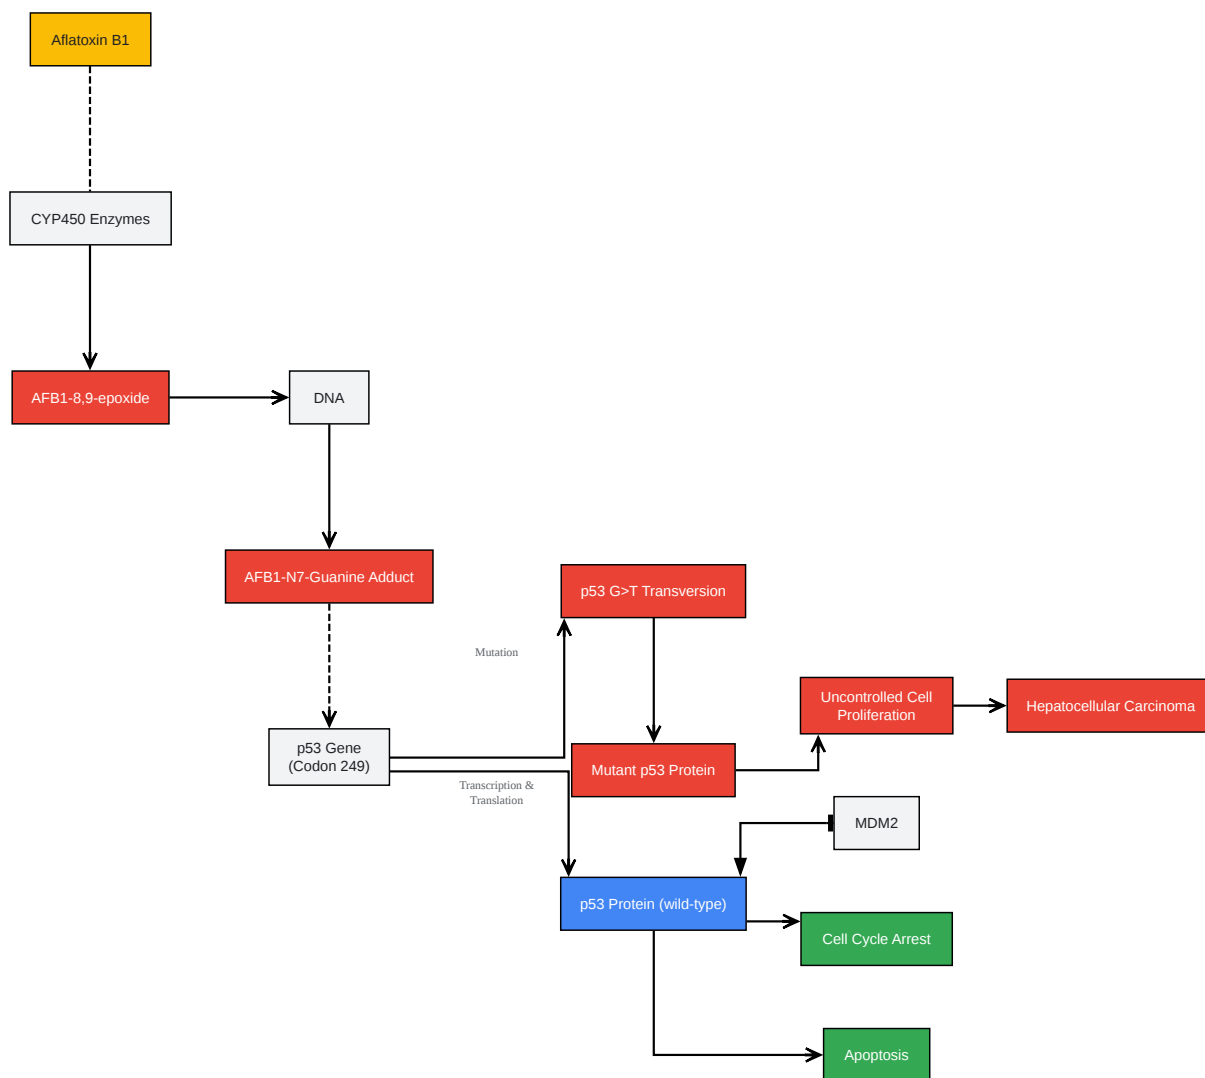 Aflatoxin B1
CYP450 Enzymes
AFB1-8,9-epoxide
DNA
AFB1-N7-Guanine Adduct
p53 G>T Transversion
Mutation
Uncontrolled Cell
Proliferation
Hepatocellular Carcinoma
p53 Gene
(Codon 249)
Mutant p53 Protein
Transcription &
Translation
MDM2
p53 Protein (wild-type)
Cell Cycle Arrest
Apoptosis